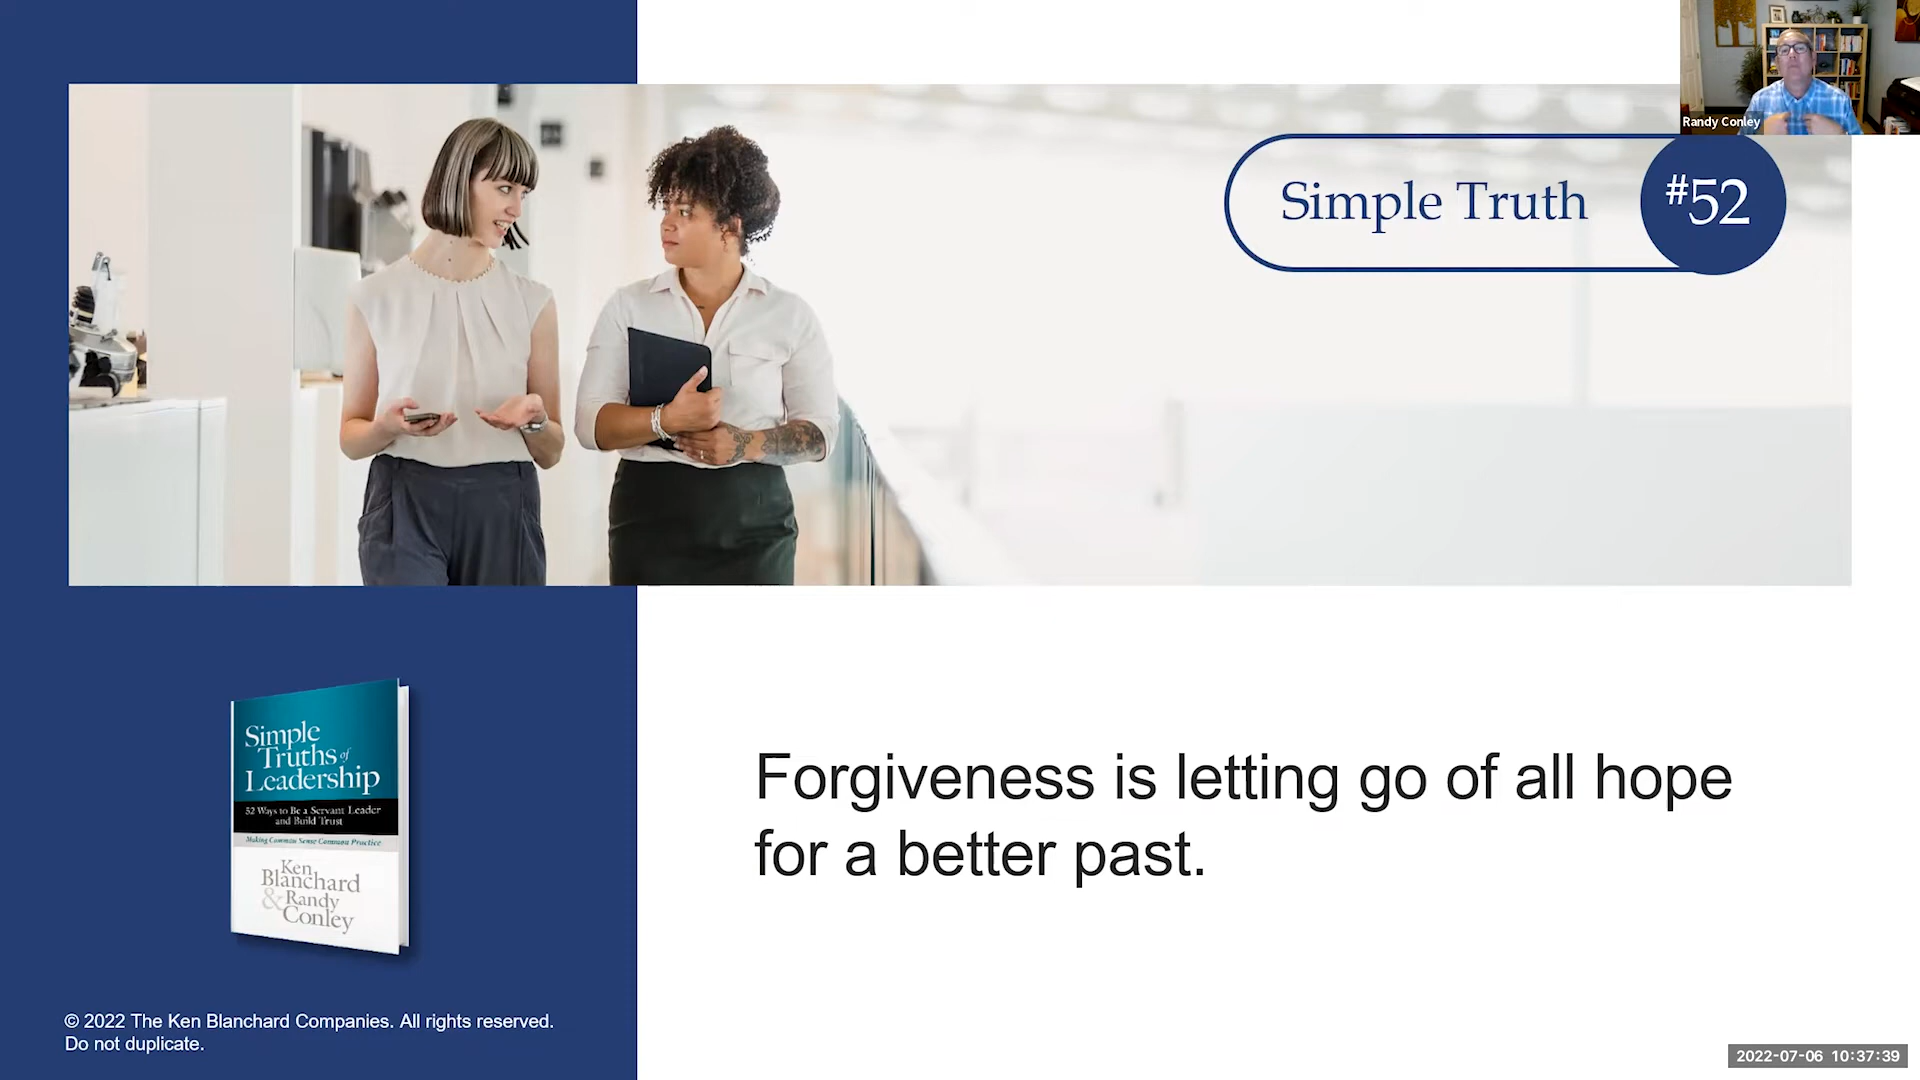 Randy Conley
Simple Truth
#52
Simple
Truths of
Leadership
52 Ways to Be a Servant Leader
and Build Trust
Making Common Sense Common Practice
Ken
Blanchard
& Randy
Conley
Forgiveness is letting go of all hope
for a better past.
© 2022 The Ken Blanchard Companies. All rights reserved.
Do not duplicate.
2022-07-06 10:37:39